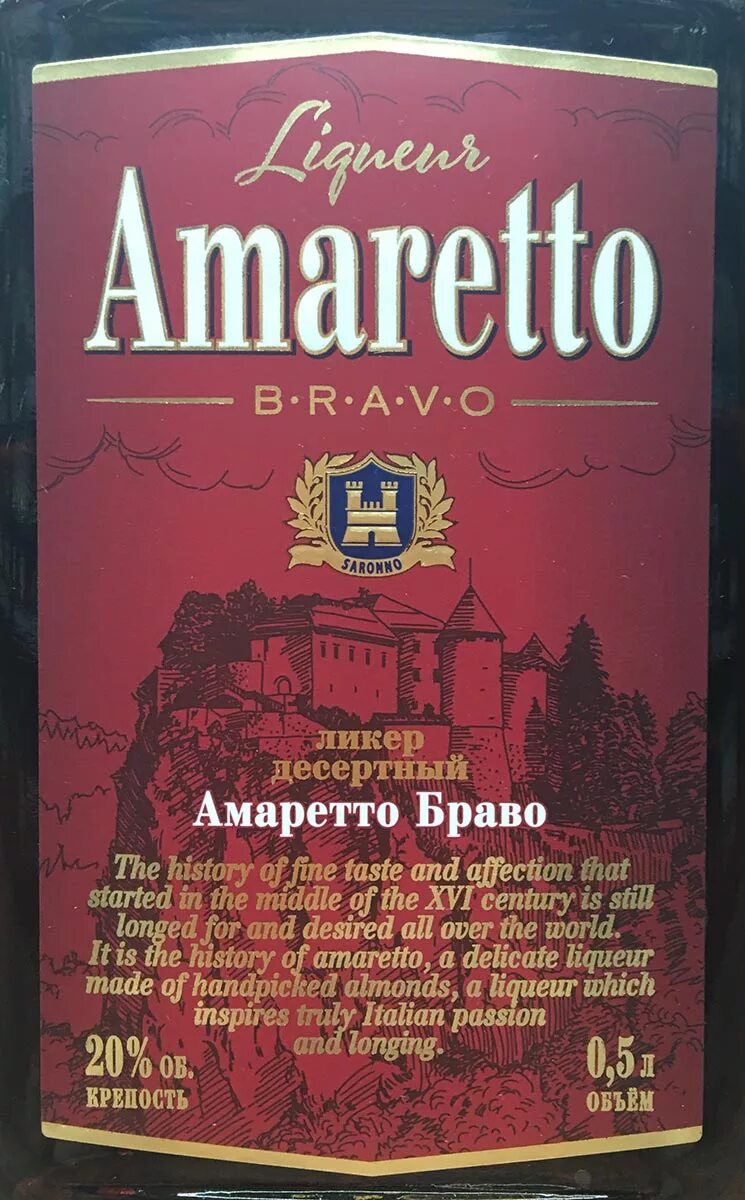 Liqueur
Amaretto
B·R·A·V·O
SARONNO
ликер
десертный
Амаретто Браво
The history of fine taste and affection that
started in the middle of the XVI century is still
longed for and desired all over the world.
It is the history of amaretto, a delicate liqueur
made of handpicked almonds, a liqueur which
inspires truly Italian passion
and longing.
20% ОБ.
КРЕПОСТЬ
0,5 л
ОБЪЁМ